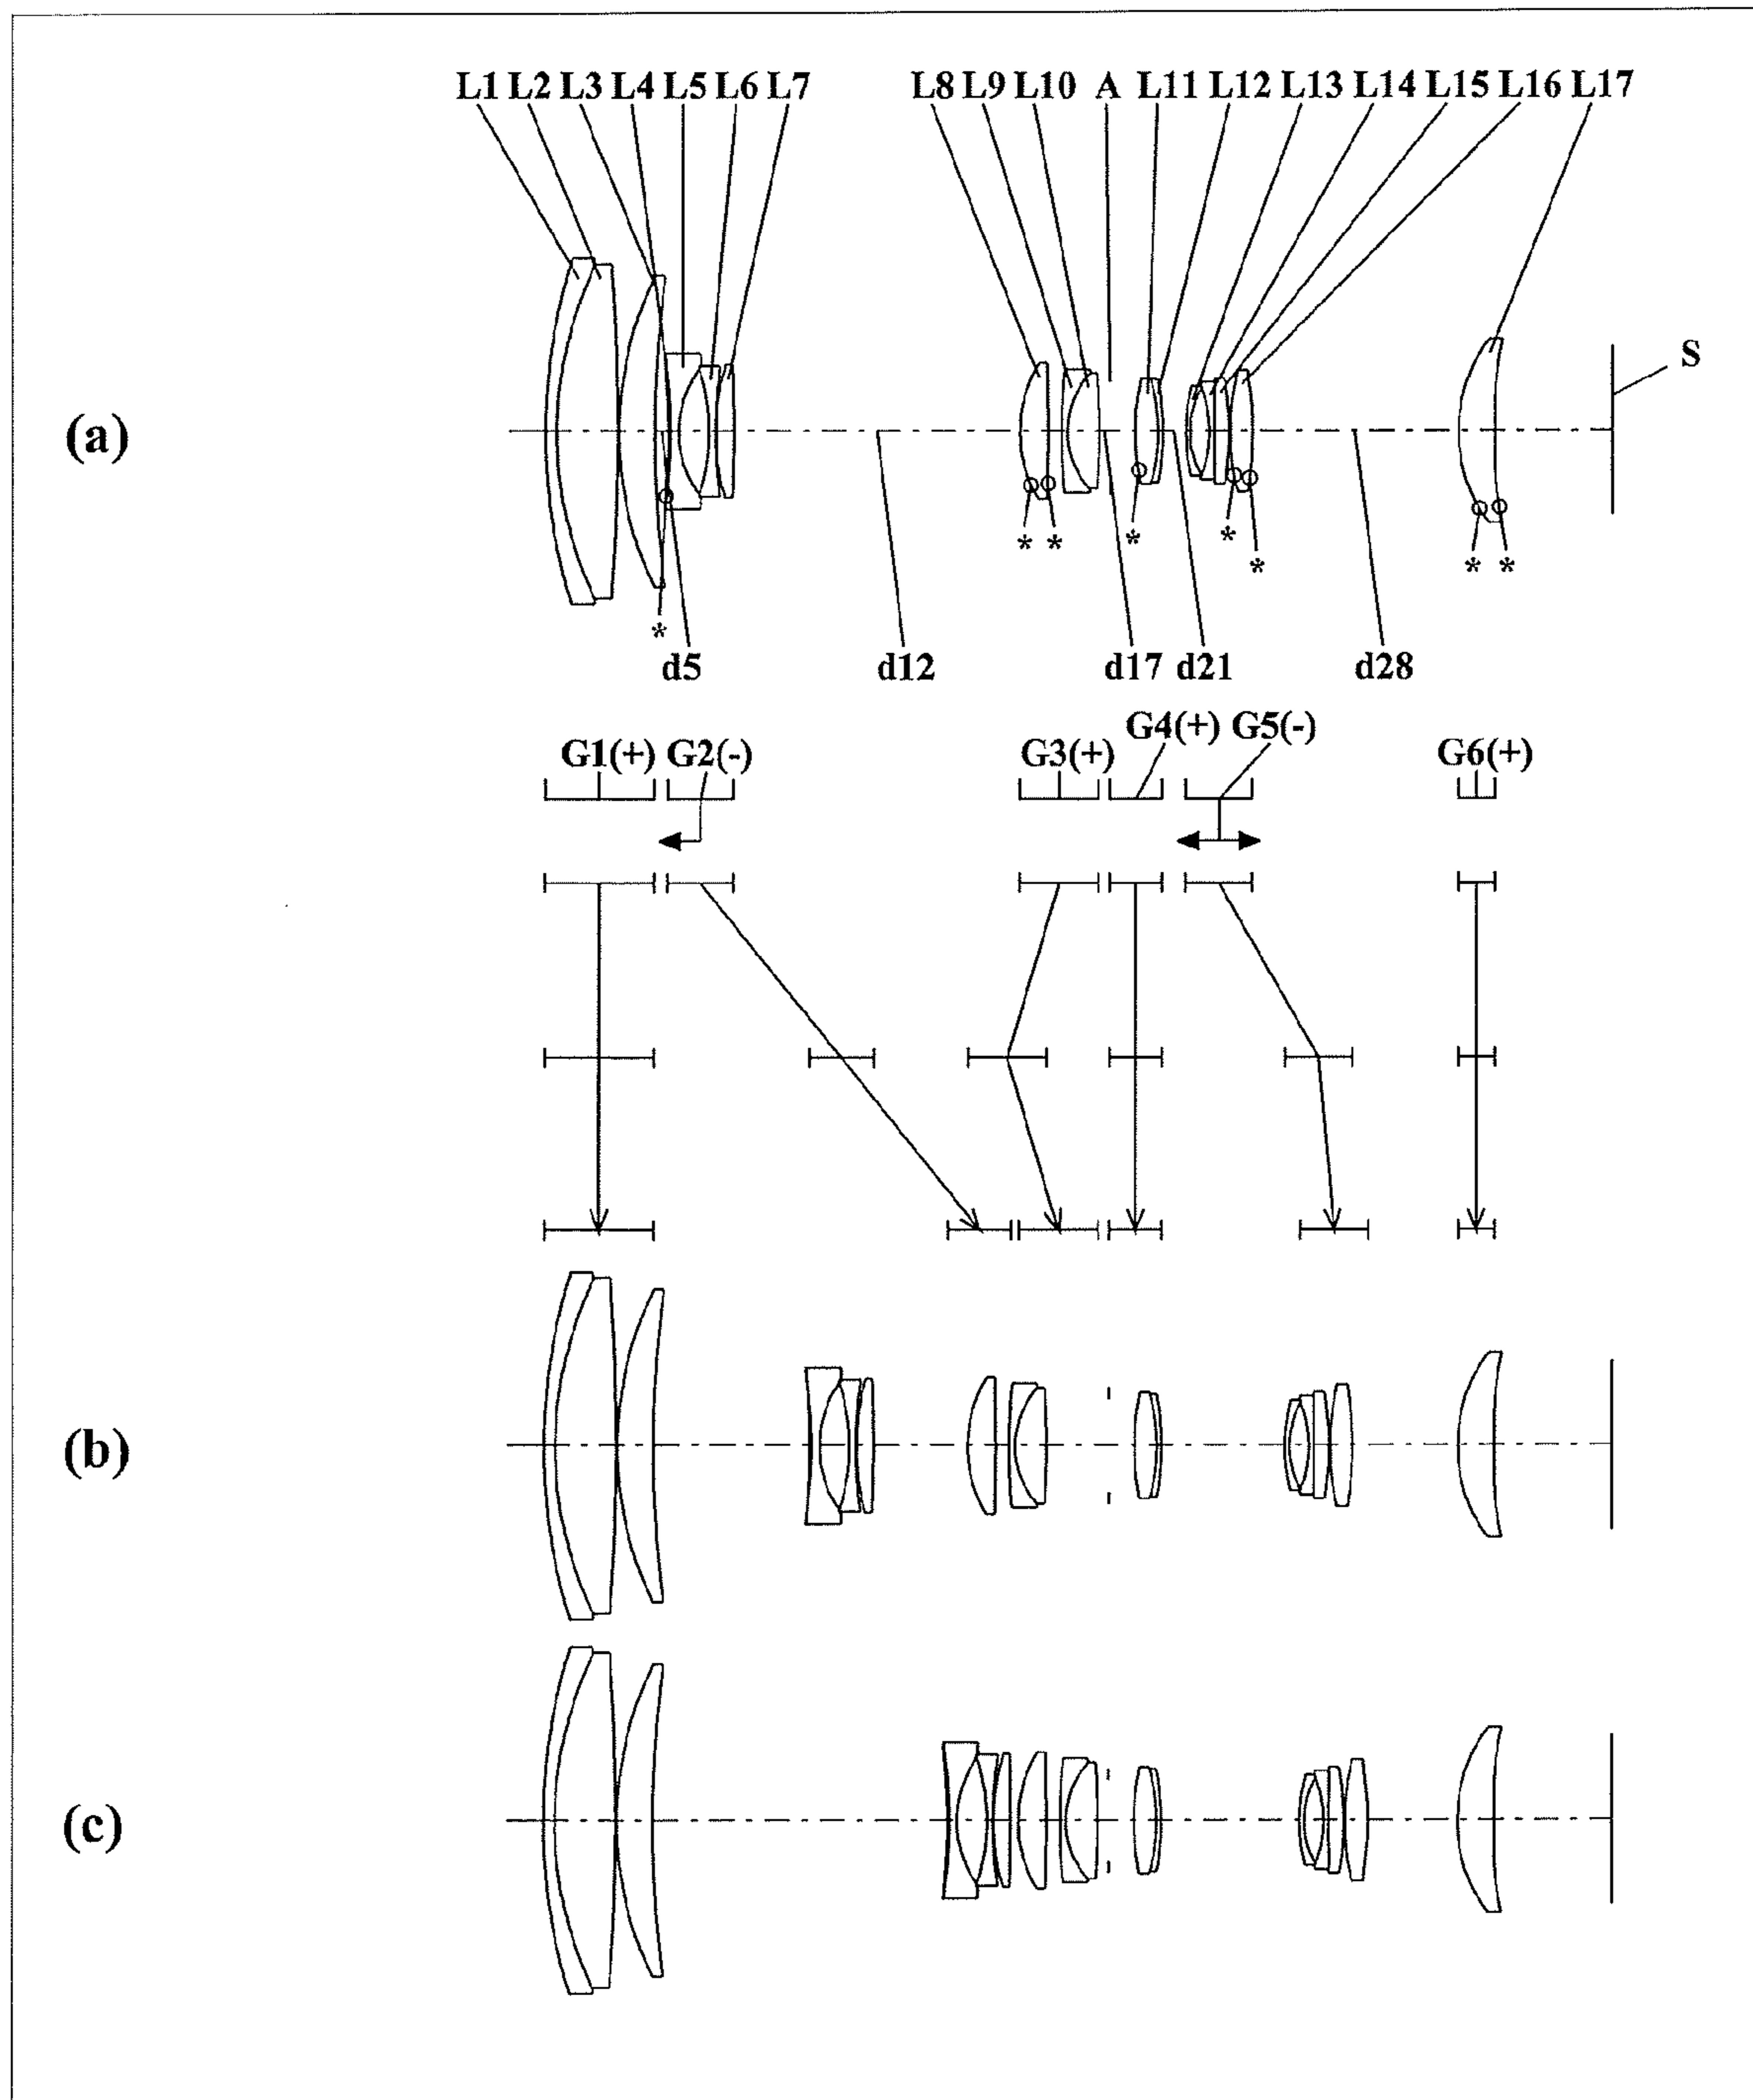 L1 L2 L3 L4 L5 L6 L7 L8 L9 L10 A L11 L12 L13 L14 L15 L16 L17
S
(a)
* * * * * * * *
*
d5 d12 d17 d21 d28
G4(+) G5(-)
G1(+) G2(-) G3(+) G6(+)
(b)
(c)